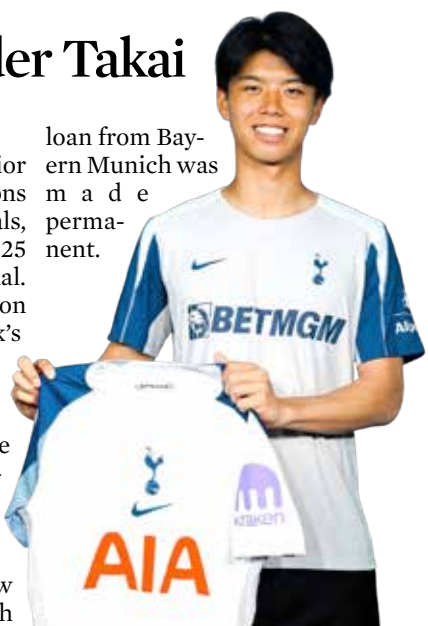 der Takai
ior
ons
als,
25
al.
on
k's
e
w
h
loan from Bay-
ern Munich was
made
perma-
nent.
BETMGM
AIA
kraken